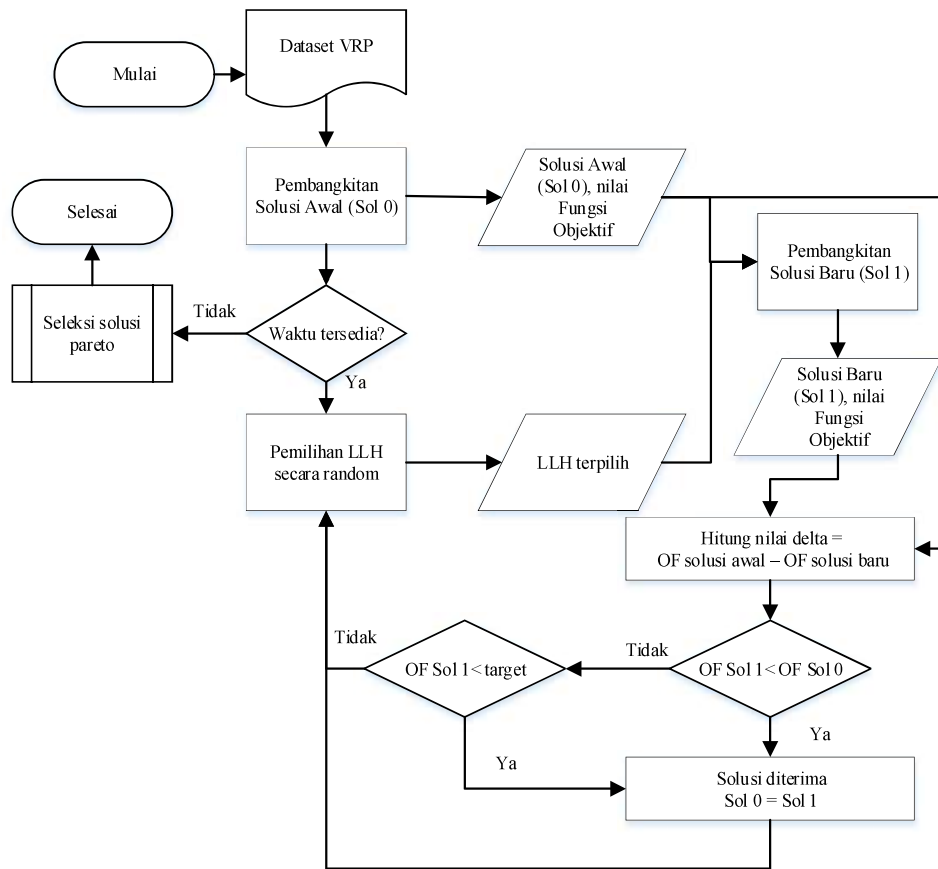 Mulai
Dataset VRP
Pembangkitan
Solusi Awal (Sol 0)
Solusi Awal
(Sol 0), nilai
Fungsi
Objektif
Selesai
Pembangkitan
Solusi Baru (Sol 1)
Seleksi solusi
pareto
Tidak
Waktu tersedia?
Ya
Solusi Baru
(Sol 1), nilai
Fungsi
Objektif
Pemilihan LLH
secara random
LLH terpilih
Hitung nilai delta =
OF solusi awal – OF solusi baru
Tidak
OF Sol 1< target
Tidak
OF Sol 1< OF Sol 0
Ya
Ya
Solusi diterima
Sol 0 = Sol 1